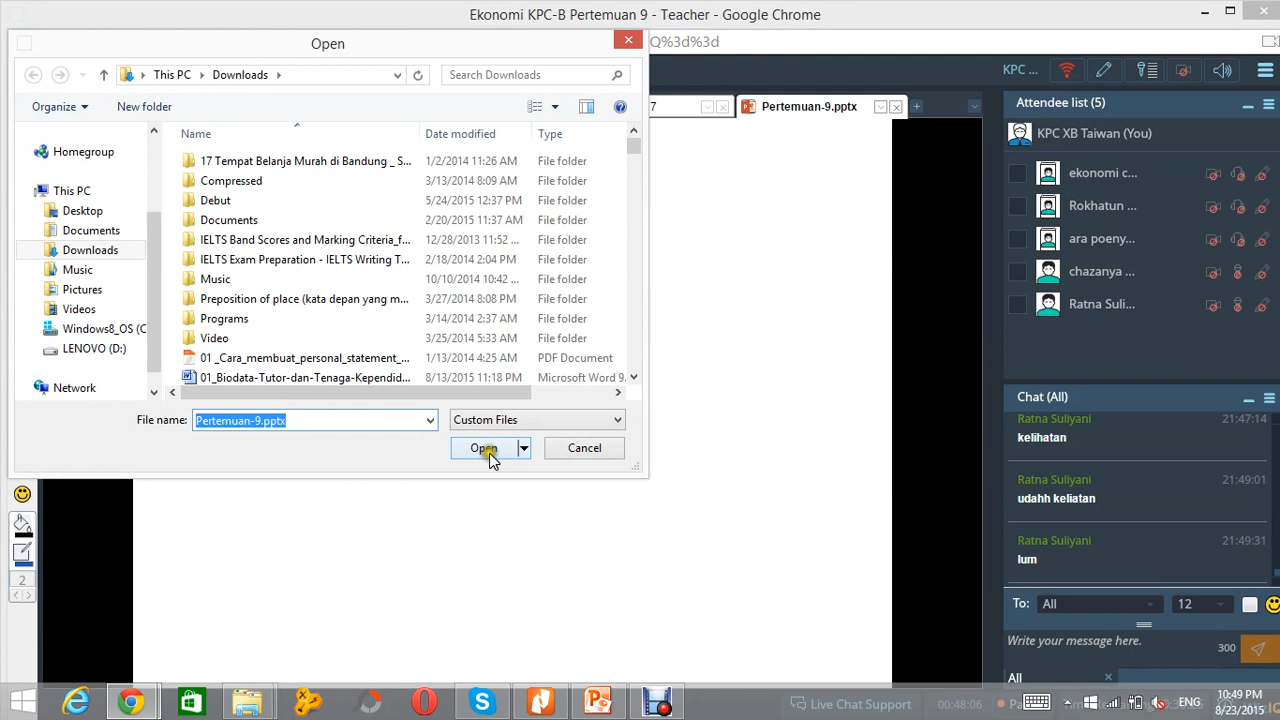 Ekonomi KPC-B Pertemuan 9 - Teacher - Google Chrome
Open
Q%3d%3d
This PC
Downloads
Search Downloads
KPC ...
Organize
New folder
7
Pertemuan-9.pptx
Attendee list (5)
Name
Date modified
Type
KPC XB Taiwan (You)
Homegroup
This PC
Desktop
Documents
Downloads
Music
Pictures
Videos
Windows8_OS (C
LENOVO (D:)
Network
17 Tempat Belanja Murah di Bandung _ S... 1/2/2014 11:26 AM File folder
Compressed 3/13/2014 8:09 AM File folder
Debut 5/24/2015 12:37 PM File folder
Documents 2/20/2015 11:37 AM File folder
IELTS Band Scores and Marking Criteria_f... 12/28/2013 11:52 ... File folder
IELTS Exam Preparation - IELTS Writing T... 2/18/2014 2:04 PM File folder
Music 10/10/2014 10:42 ... File folder
Preposition of place (kata depan yang m... 3/27/2014 8:08 PM File folder
Programs 3/14/2014 2:37 AM File folder
Video 3/25/2014 5:33 AM File folder
01 _Cara_membuat_personal_statement_... 1/13/2014 4:25 AM PDF Document
01_Biodata-Tutor-dan-Tenaga-Kependid... 8/13/2015 11:18 PM Microsoft Word 9.
File name:
Pertemuan-9.pptx
Custom Files
Open
Cancel
ekonomi c...
Rokhatun ...
ara poeny...
chazanya ...
Ratna Suli...
Chat (All)
Ratna Suliyani 21:47:14
kelihatan
Ratna Suliyani 21:49:01
udahh keliatan
Ratna Suliyani 21:49:31
lum
To:
All
12
Write your message here.
300
All
2
Live Chat Support
00:48:06
ENG
10:49 PM
8/23/2015